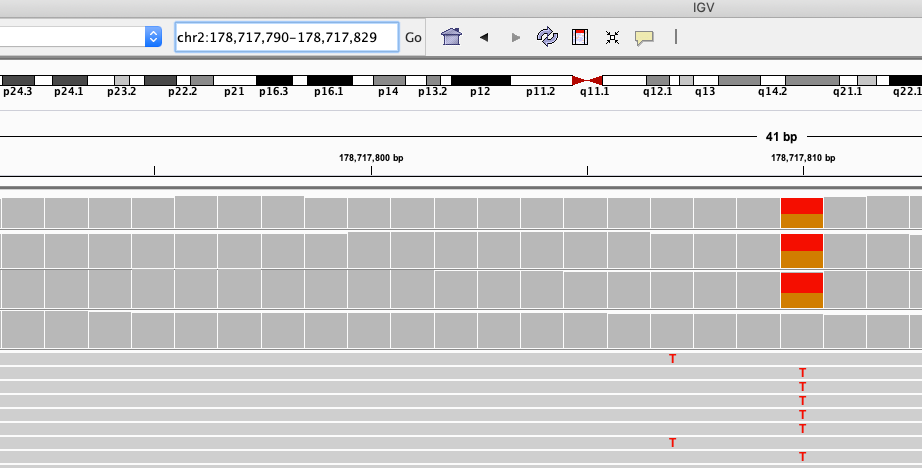 IGV
chr2:178,717,790-178,717,829 Go
p24.3 p24.1 p23.2 p22.2 p21 p16.3 p16.1 p14 p13.2 p12 p11.2 q11.1 q12.1 q13 q14.2 q21.1 q22.1
41 bp
178,717,800 bp 178,717,810 bp
T
T
T
T
T
T
T
T